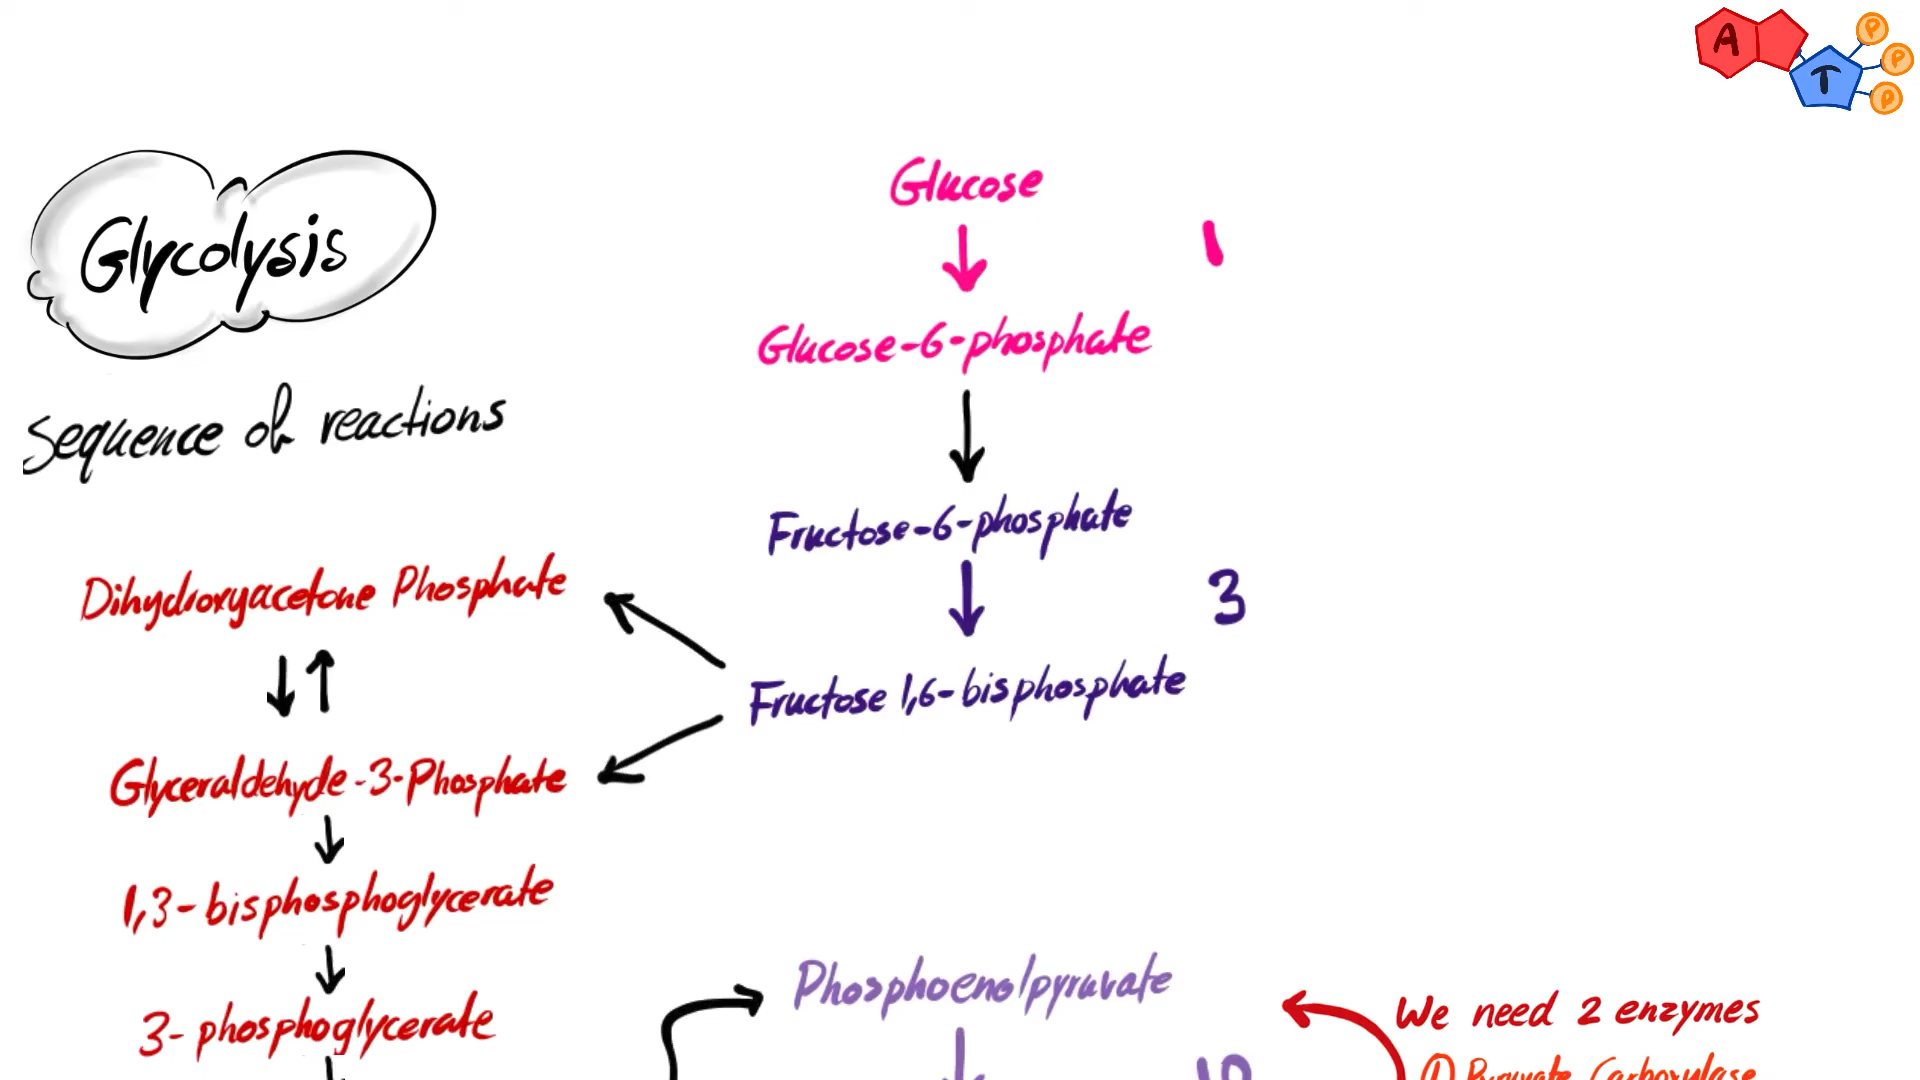 A T P P P
Glucose
1
Glycolysis
Glucose-6-phosphate
Sequence of reactions
Fructose-6-phosphate
Dihydroxyacetone Phosphate
3
Fructose 1,6-bisphosphate
Glyceraldehyde-3-Phosphate
1,3-bisphosphoglycerate
Phosphoenolpyruvate
3-phosphoglycerate
We need 2 enzymes
10
① Pyruvate Carboxylase